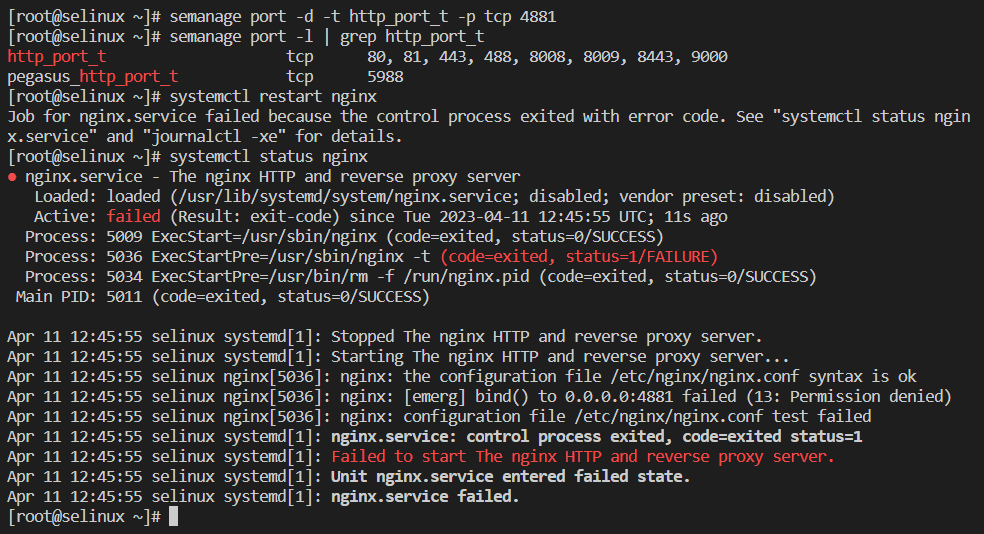 [root@selinux ~]# semanage port -d -t http_port_t -p tcp 4881
[root@selinux ~]# semanage port -l | grep http_port_t
http_port_t                    tcp      80, 81, 443, 488, 8008, 8009, 8443, 9000
pegasus_http_port_t            tcp      5988
[root@selinux ~]# systemctl restart nginx
Job for nginx.service failed because the control process exited with error code. See "systemctl status ngin
x.service" and "journalctl -xe" for details.
[root@selinux ~]# systemctl status nginx
● nginx.service - The nginx HTTP and reverse proxy server
   Loaded: loaded (/usr/lib/systemd/system/nginx.service; disabled; vendor preset: disabled)
   Active: failed (Result: exit-code) since Tue 2023-04-11 12:45:55 UTC; 11s ago
  Process: 5009 ExecStart=/usr/sbin/nginx (code=exited, status=0/SUCCESS)
  Process: 5036 ExecStartPre=/usr/sbin/nginx -t (code=exited, status=1/FAILURE)
  Process: 5034 ExecStartPre=/usr/bin/rm -f /run/nginx.pid (code=exited, status=0/SUCCESS)
 Main PID: 5011 (code=exited, status=0/SUCCESS)

Apr 11 12:45:55 selinux systemd[1]: Stopped The nginx HTTP and reverse proxy server.
Apr 11 12:45:55 selinux systemd[1]: Starting The nginx HTTP and reverse proxy server...
Apr 11 12:45:55 selinux nginx[5036]: nginx: the configuration file /etc/nginx/nginx.conf syntax is ok
Apr 11 12:45:55 selinux nginx[5036]: nginx: [emerg] bind() to 0.0.0.0:4881 failed (13: Permission denied)
Apr 11 12:45:55 selinux nginx[5036]: nginx: configuration file /etc/nginx/nginx.conf test failed
Apr 11 12:45:55 selinux systemd[1]: nginx.service: control process exited, code=exited status=1
Apr 11 12:45:55 selinux systemd[1]: Failed to start The nginx HTTP and reverse proxy server.
Apr 11 12:45:55 selinux systemd[1]: Unit nginx.service entered failed state.
Apr 11 12:45:55 selinux systemd[1]: nginx.service failed.
[root@selinux ~]#